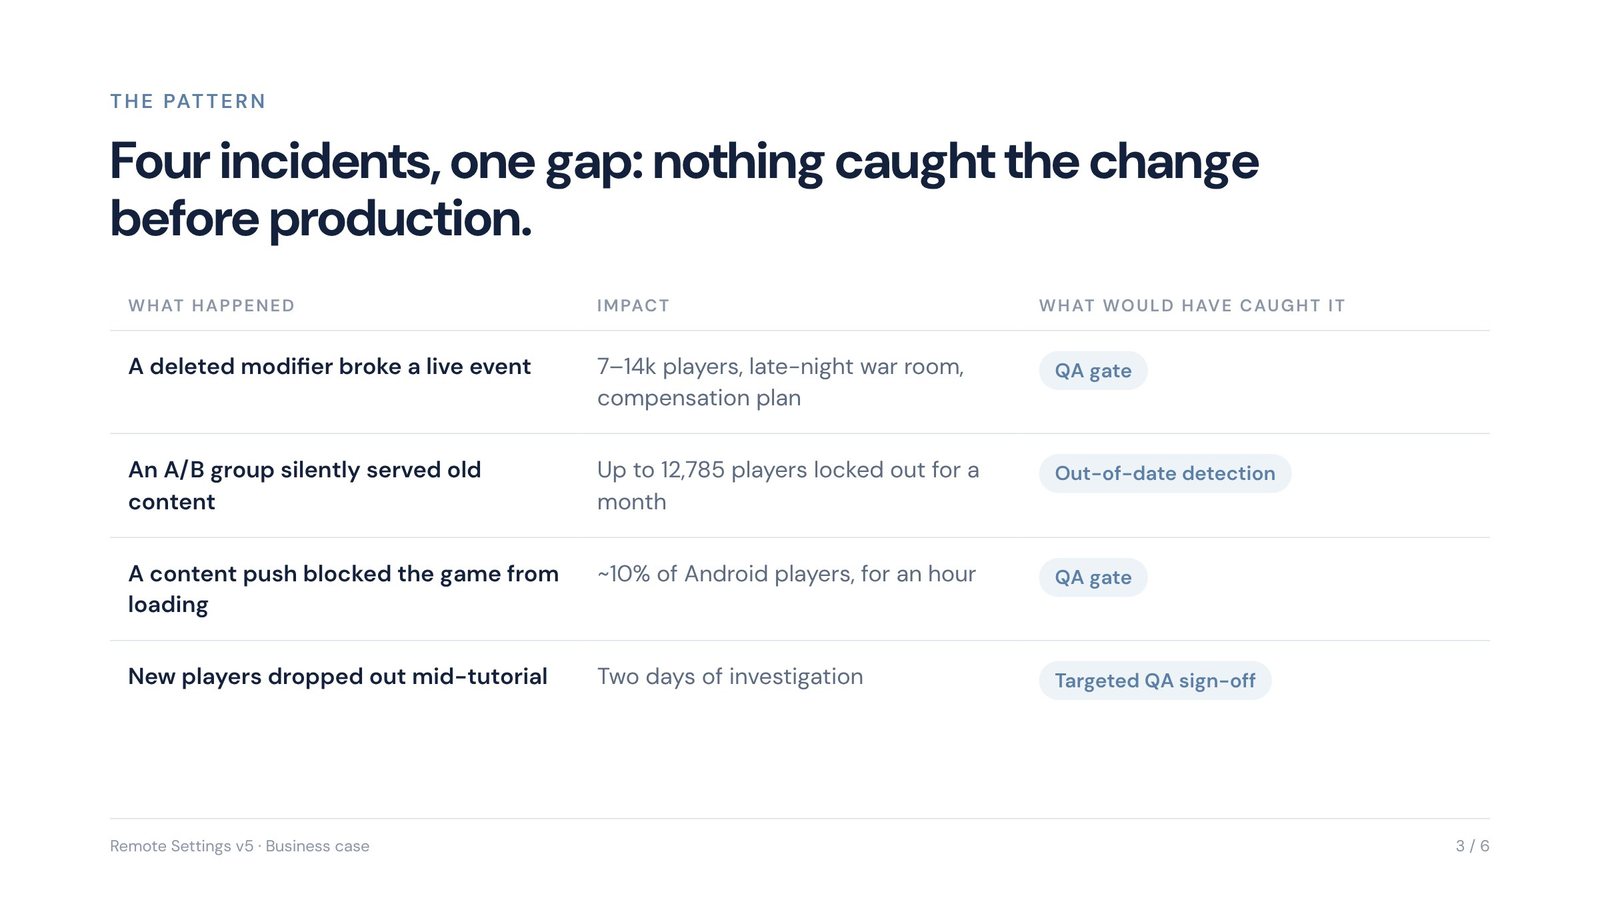 THE PATTERN
Four incidents, one gap: nothing caught the change
before production.
WHAT HAPPENED
IMPACT
WHAT WOULD HAVE CAUGHT IT
A deleted modifier broke a live event
7–14k players, late-night war room,
compensation plan
QA gate
An A/B group silently served old
content
Up to 12,785 players locked out for a
month
Out-of-date detection
A content push blocked the game from
loading
~10% of Android players, for an hour
QA gate
New players dropped out mid-tutorial
Two days of investigation
Targeted QA sign-off
Remote Settings v5 · Business case
3 / 6